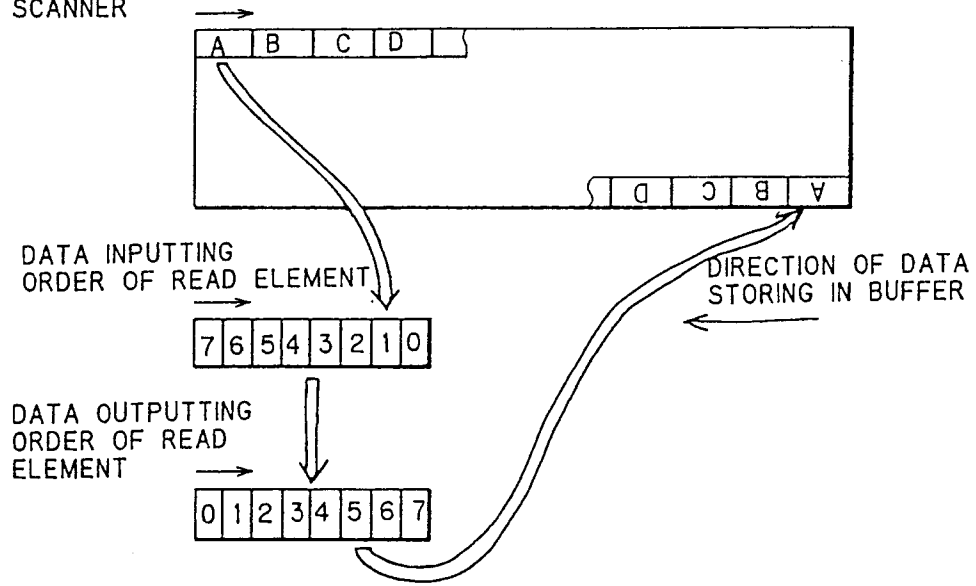 SCANNER
A B C D
D C B A
DATA INPUTTING
ORDER OF READ ELEMENT
DIRECTION OF DATA
STORING IN BUFFER
7 6 5 4 3 2 1 0
DATA OUTPUTTING
ORDER OF READ
ELEMENT
0 1 2 3 4 5 6 7